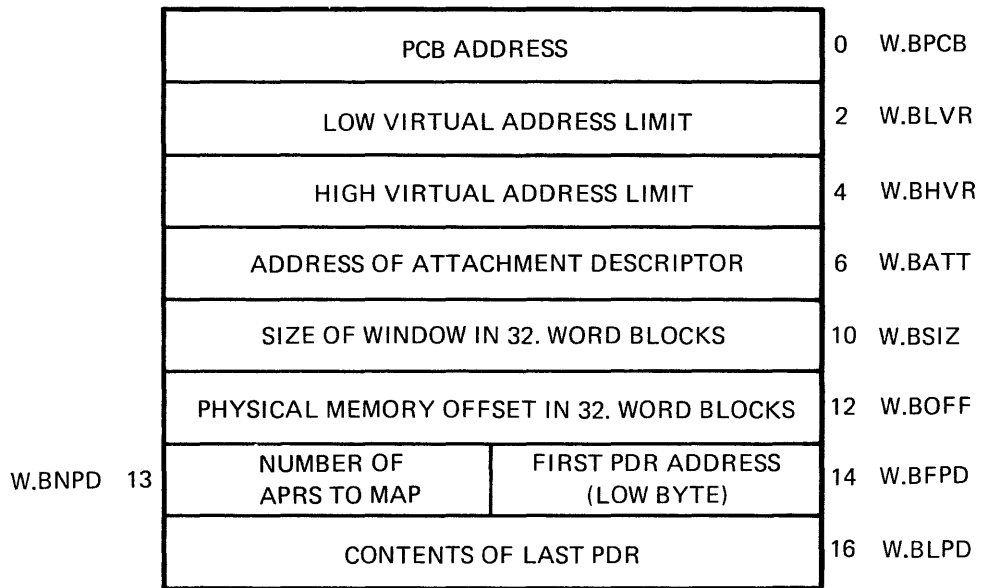 PCB ADDRESS 0 W.BPCB
LOW VIRTUAL ADDRESS LIMIT 2 W.BLVR
HIGH VIRTUAL ADDRESS LIMIT 4 W.BHVR
ADDRESS OF ATTACHMENT DESCRIPTOR 6 W.BATT
SIZE OF WINDOW IN 32. WORD BLOCKS 10 W.BSIZ
PHYSICAL MEMORY OFFSET IN 32. WORD BLOCKS 12 W.BOFF
W.BNPD 13 NUMBER OF APRS TO MAP FIRST PDR ADDRESS (LOW BYTE) 14 W.BFPD
CONTENTS OF LAST PDR 16 W.BLPD